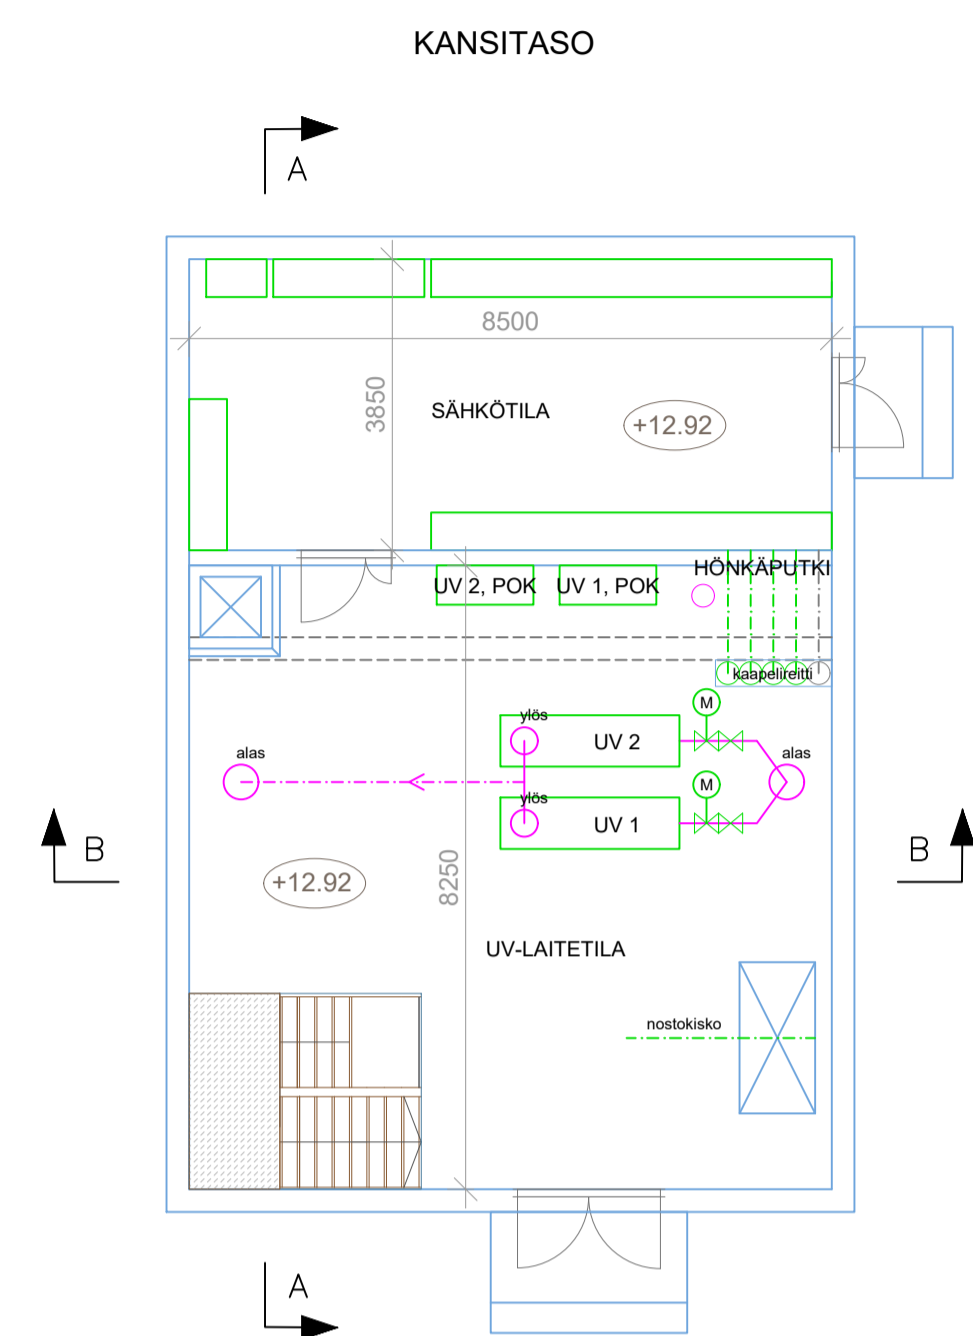 KANSITASO
A
8500
3850
SÄHKÖTILA
+12.92
HÖNKÄPUTKI
UV 2, POK
UV 1, POK
kaapelireitti
M
ylös
UV 2
alas
alas
M
ylös
UV 1
B
B
+12.92
8250
UV-LAITETILA
nostokisko
A